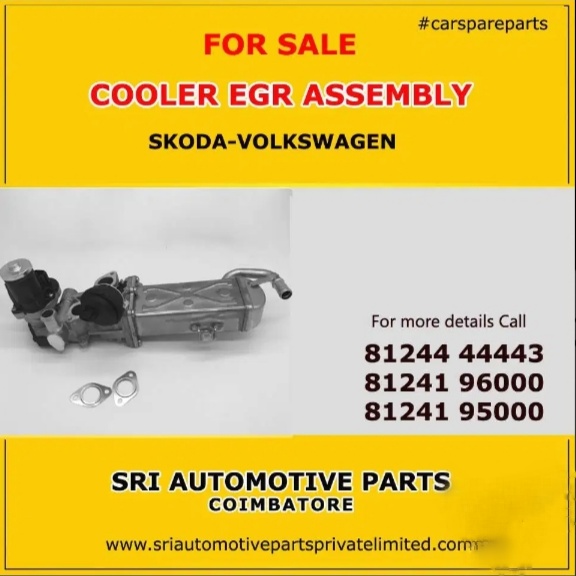 #carspareparts
FOR SALE
COOLER EGR ASSEMBLY
SKODA-VOLKSWAGEN
For more details Call
81244 44443
81241 96000
81241 95000
SRI AUTOMOTIVE PARTS
COIMBATORE
www.sriautomotivepartsprivatelimited.com